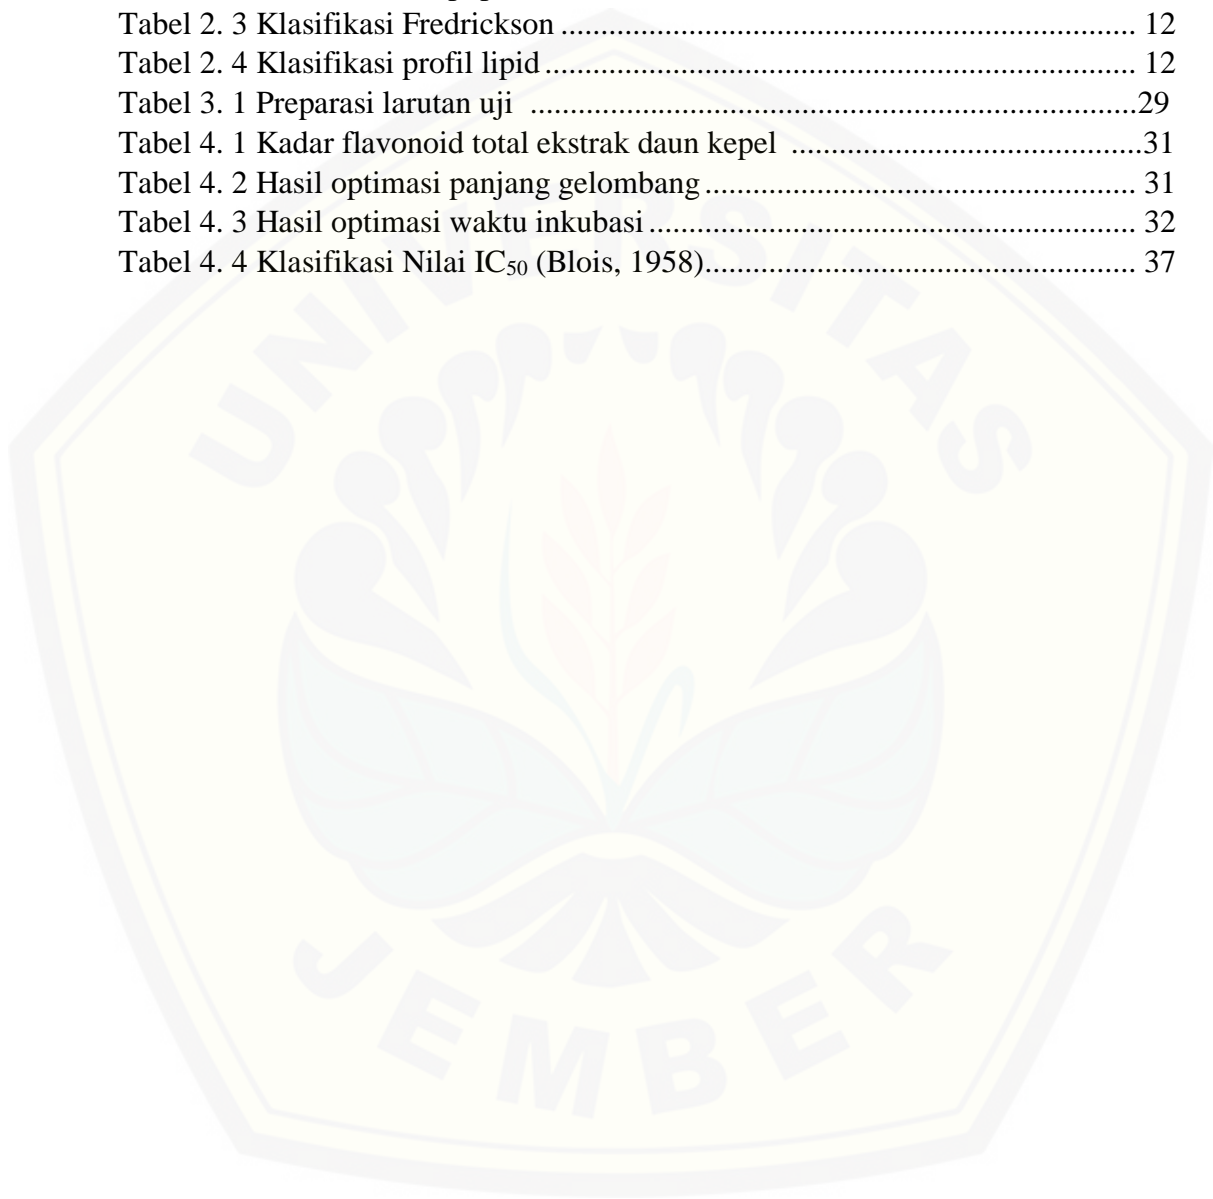 Tabel 2. 3 Klasifikasi Fredrickson ........................................................................ 12
Tabel 2. 4 Klasifikasi profil lipid .......................................................................... 12
Tabel 3. 1 Preparasi larutan uji ............................................................................29
Tabel 4. 1 Kadar flavonoid total ekstrak daun kepel ............................................31
Tabel 4. 2 Hasil optimasi panjang gelombang ...................................................... 31
Tabel 4. 3 Hasil optimasi waktu inkubasi ............................................................. 32
Tabel 4. 4 Klasifikasi Nilai IC₅₀ (Blois, 1958)...................................................... 37
UNIVERSITAS
JEMBER